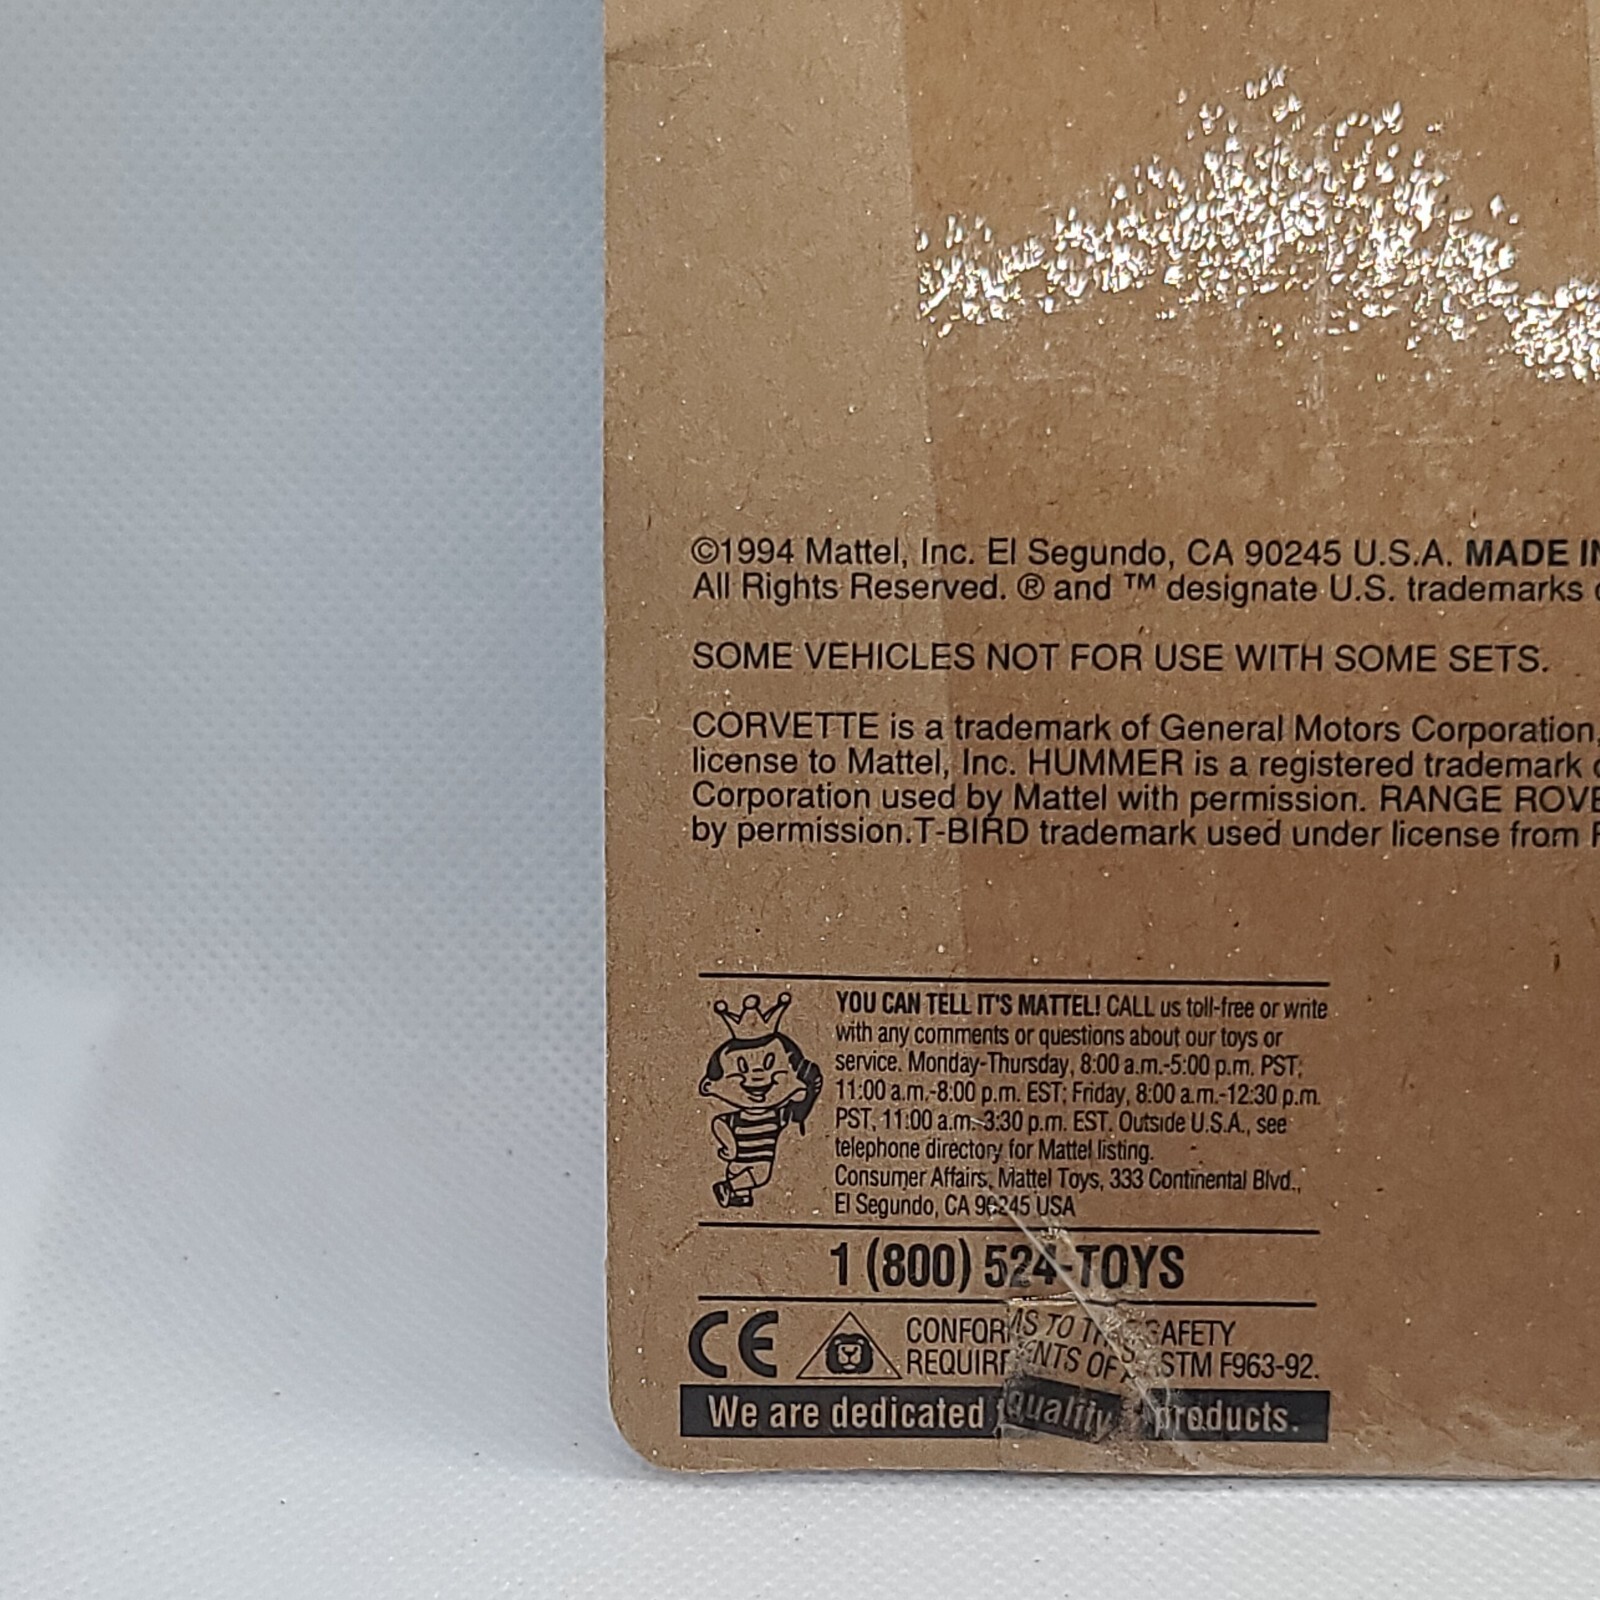 ©1994 Mattel, Inc. El Segundo, CA 90245 U.S.A. MADE IN
All Rights Reserved. ® and ™ designate U.S. trademarks
SOME VEHICLES NOT FOR USE WITH SOME SETS.
CORVETTE is a trademark of General Motors Corporation,
license to Mattel, Inc. HUMMER is a registered trademark
Corporation used by Mattel with permission. RANGE ROVE
by permission.T-BIRD trademark used under license from
YOU CAN TELL IT'S MATTEL! CALL us toll-free or write
with any comments or questions about our toys or
service. Monday-Thursday, 8:00 a.m.-5:00 p.m. PST;
11:00 a.m.-8:00 p.m. EST; Friday, 8:00 a.m.-12:30 p.m.
PST, 11:00 a.m.-3:30 p.m. EST. Outside U.S.A., see
telephone directory for Mattel listing.
Consumer Affairs, Mattel Toys, 333 Continental Blvd.,
El Segundo, CA 90245 USA
1 (800) 524-TOYS
CE CONFORMS TO THE SAFETY
REQUIREMENTS OF ASTM F963-92.
We are dedicated quality products.